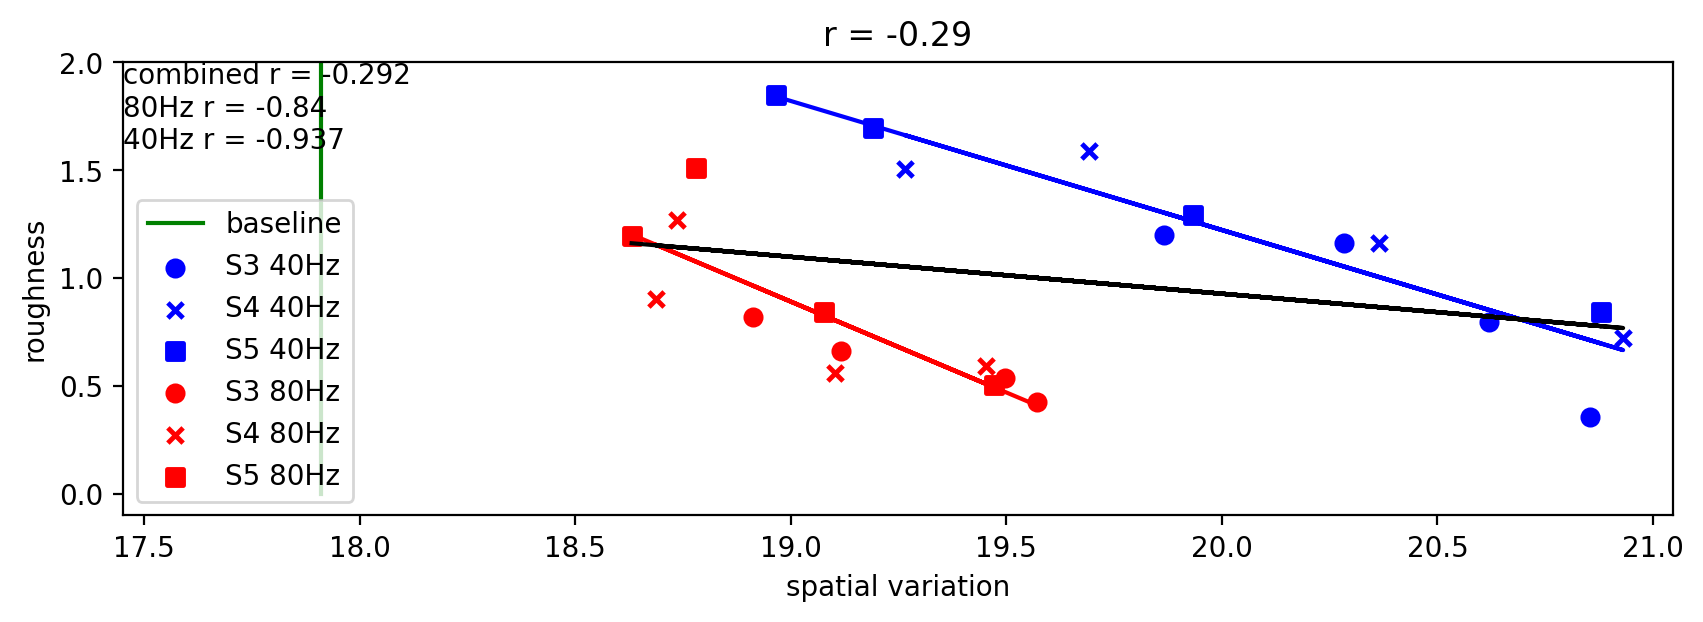 r = -0.29
combined r = -0.292
80Hz r = -0.84
40Hz r = -0.937
baseline
S3 40Hz
S4 40Hz
S5 40Hz
S3 80Hz
S4 80Hz
S5 80Hz
roughness
2.0
1.5
1.0
0.5
0.0
17.5 18.0 18.5 19.0 19.5 20.0 20.5 21.0
spatial variation